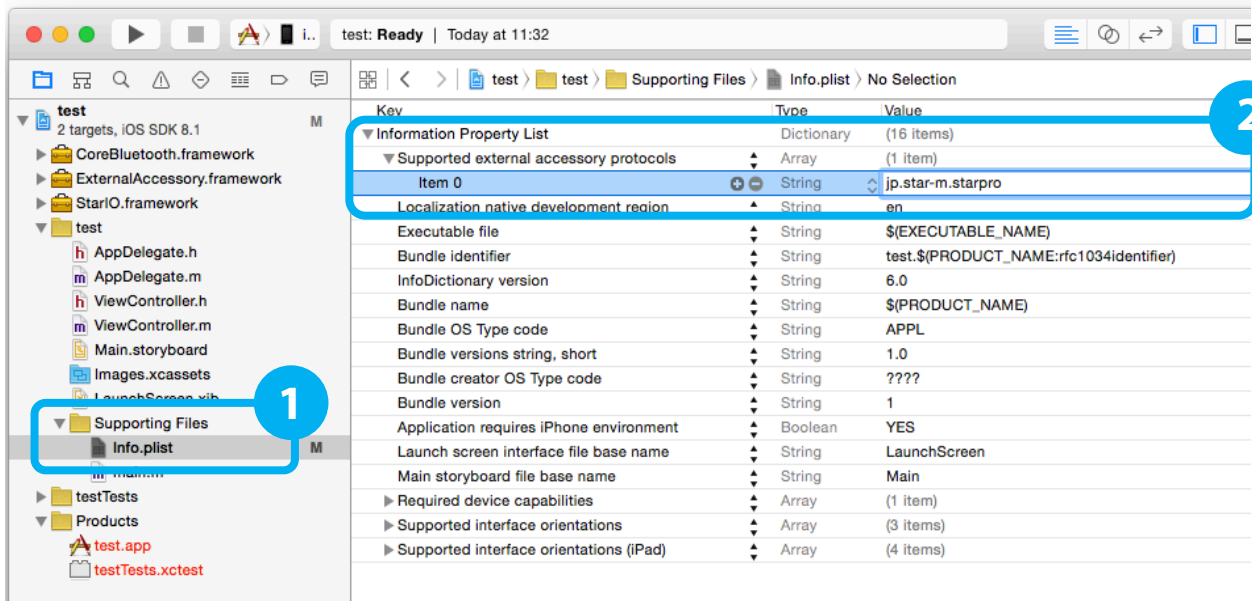 i.. test: Ready | Today at 11:32
test test Supporting Files Info.plist No Selection
test
2 targets, iOS SDK 8.1 M
CoreBluetooth.framework
ExternalAccessory.framework
StarIO.framework
test
h AppDelegate.h
m AppDelegate.m
h ViewController.h
m ViewController.m
Main.storyboard
Images.xcassets
LaunchScreen.xib
1
Supporting Files
Info.plist M
m main.m
testTests
Products
test.app
testTests.xctest
Key Type Value
2
Information Property List Dictionary (16 items)
Supported external accessory protocols Array (1 item)
Item 0 String jp.star-m.starpro
Localization native development region String en
Executable file String $(EXECUTABLE_NAME)
Bundle identifier String test.$(PRODUCT_NAME:rfc1034identifier)
InfoDictionary version String 6.0
Bundle name String $(PRODUCT_NAME)
Bundle OS Type code String APPL
Bundle versions string, short String 1.0
Bundle creator OS Type code String ????
Bundle version String 1
Application requires iPhone environment Boolean YES
Launch screen interface file base name String LaunchScreen
Main storyboard file base name String Main
Required device capabilities Array (1 item)
Supported interface orientations Array (3 items)
Supported interface orientations (iPad) Array (4 items)